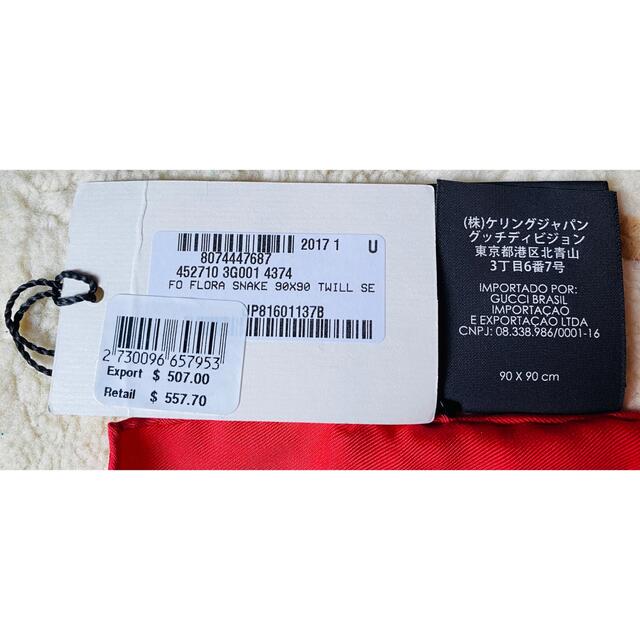 2017 1 U
8074447687
452710 3G001 4374
FO FLORA SNAKE 90X90 TWILL SE
IP81601137B
2 730096 657953
Export $ 507.00
Retail $ 557.70
(株)ケリングジャパン
グッチディビジョン
東京都港区北青山
3丁目6番7号
IMPORTADO POR:
GUCCI BRASIL
IMPORTAÇAO
E EXPORTAÇAO LTDA
CNPJ: 08.338.986/0001-16
90 X 90 cm